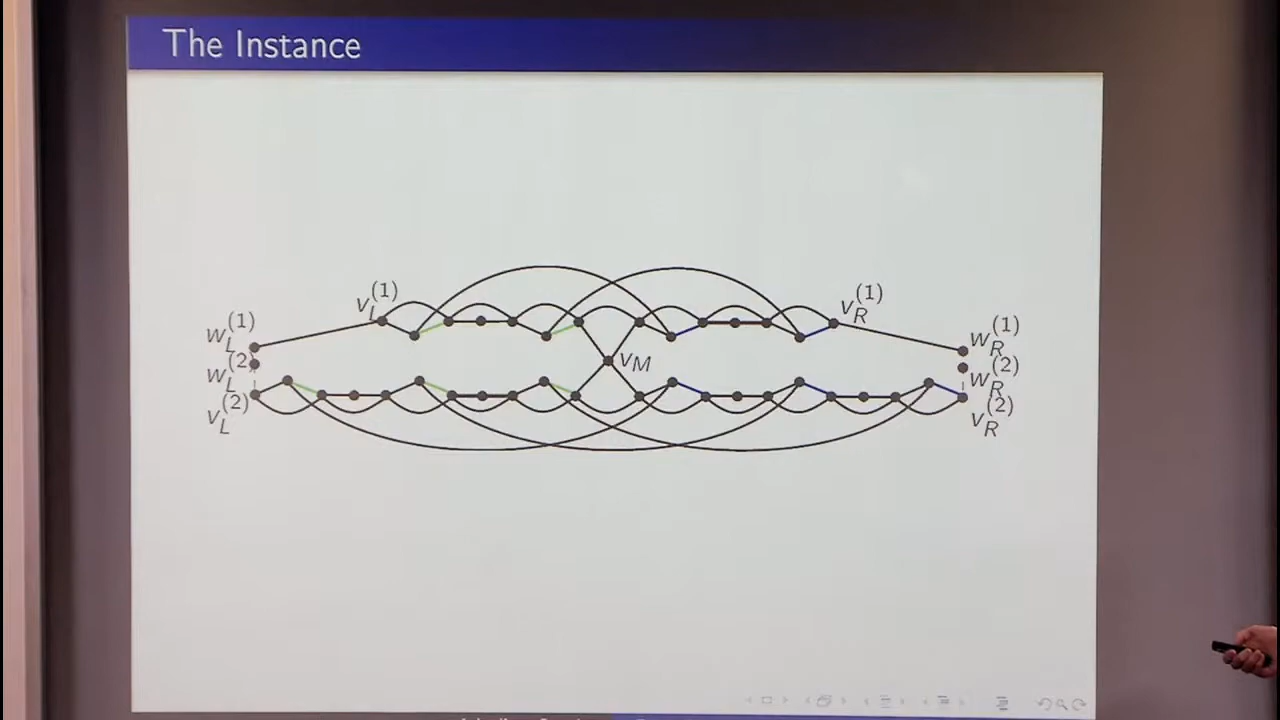 The Instance
v_L^(1)
v_R^(1)
w_L^(1)
w_R^(1)
v_M
w_L^(2)
w_R^(2)
v_L^(2)
v_R^(2)